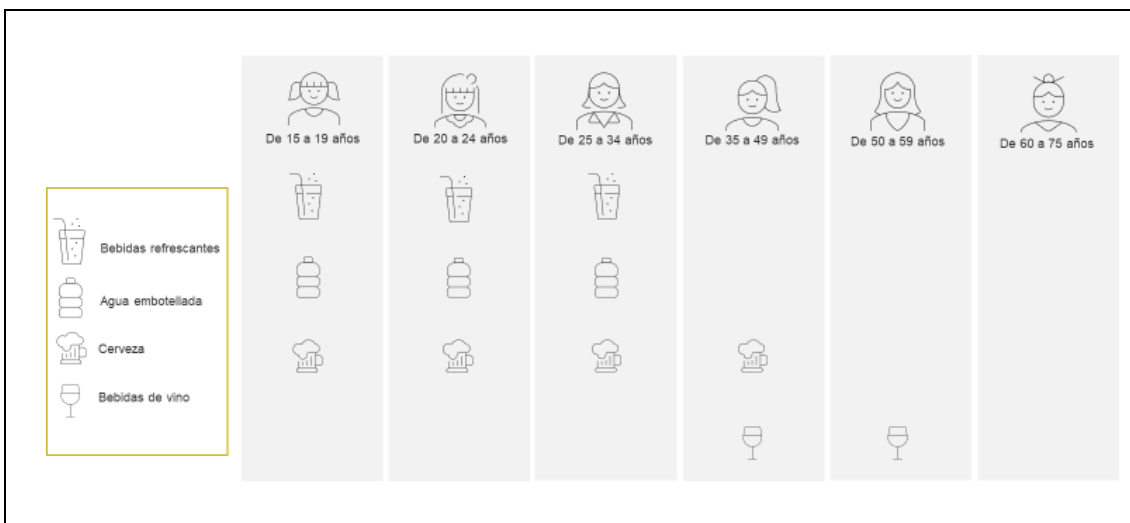 De 15 a 19 años
De 20 a 24 años
De 25 a 34 años
De 35 a 49 años
De 50 a 59 años
De 60 a 75 años
Bebidas refrescantes
Agua embotellada
Cerveza
Bebidas de vino